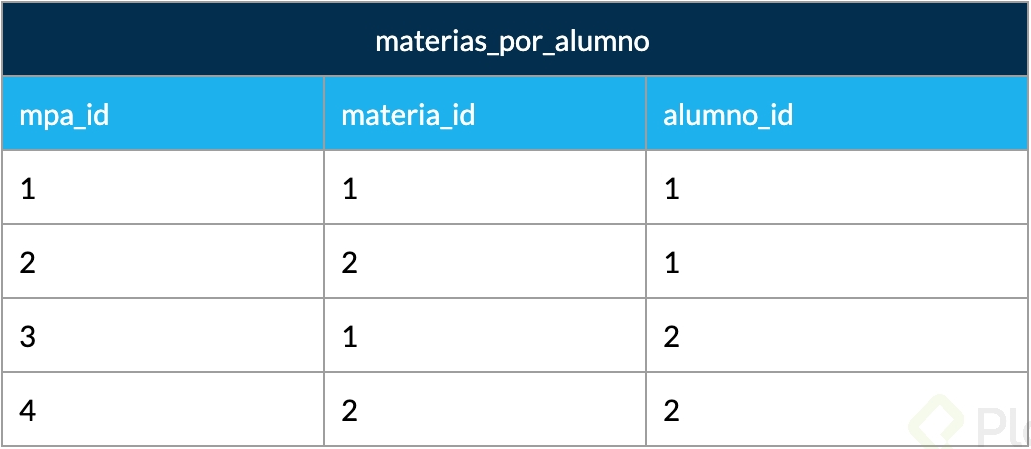 materias_por_alumno
mpa_id materia_id alumno_id
1 1 1
2 2 1
3 1 2
4 2 2